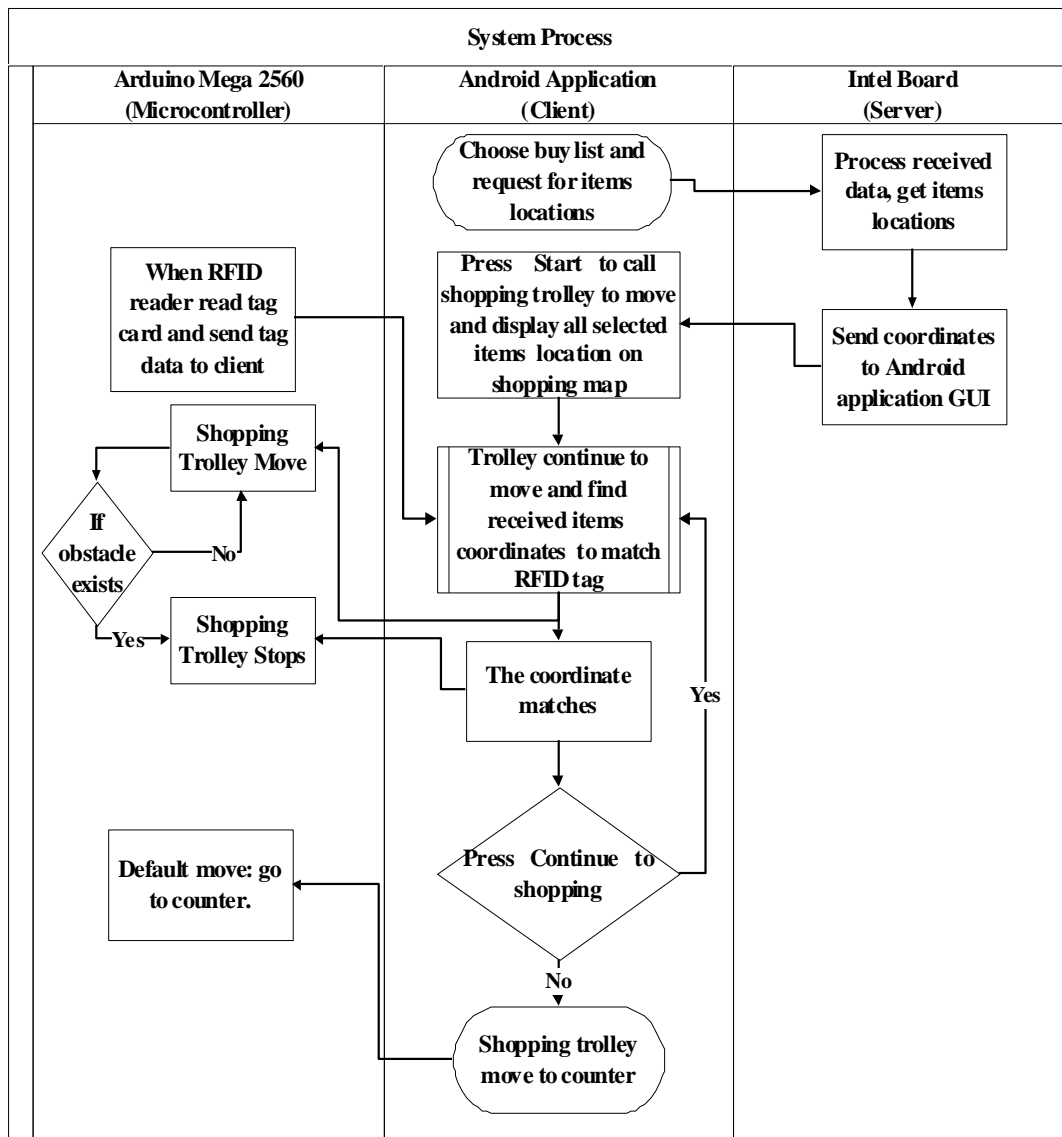 System Process
Arduino Mega 2560
(Microcontroller)
Android Application
(Client)
Intel Board
(Server)
Choose buy list and
request for items
locations
Process received
data, get items
locations
When RFID
reader read tag
card and send tag
data to client
Press Start to call
shopping trolley to move
and display all selected
items location on
shopping map
Send coordinates
to Android
application GUI
Shopping
Trolley Move
Trolley continue to
move and find
received items
coordinates to match
RFID tag
If
obstacle
exists
No
Yes
Shopping
Trolley Stops
The coordinate
matches
Yes
Press Continue to
shopping
Default move: go
to counter.
No
Shopping trolley
move to counter